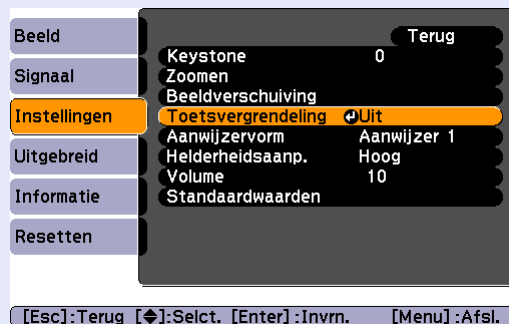 Beeld
Signaal
Instellingen
Uitgebreid
Informatie
Resetten
Terug
Keystone 0
Zoomen
Beeldverschuiving
Toetsvergrendeling Uit
Aanwijzervorm Aanwijzer 1
Helderheidsaanp. Hoog
Volume 10
Standaardwaarden
[Esc]:Terug [◆]:Selct. [Enter]:Invrn. [Menu]:Afsl.